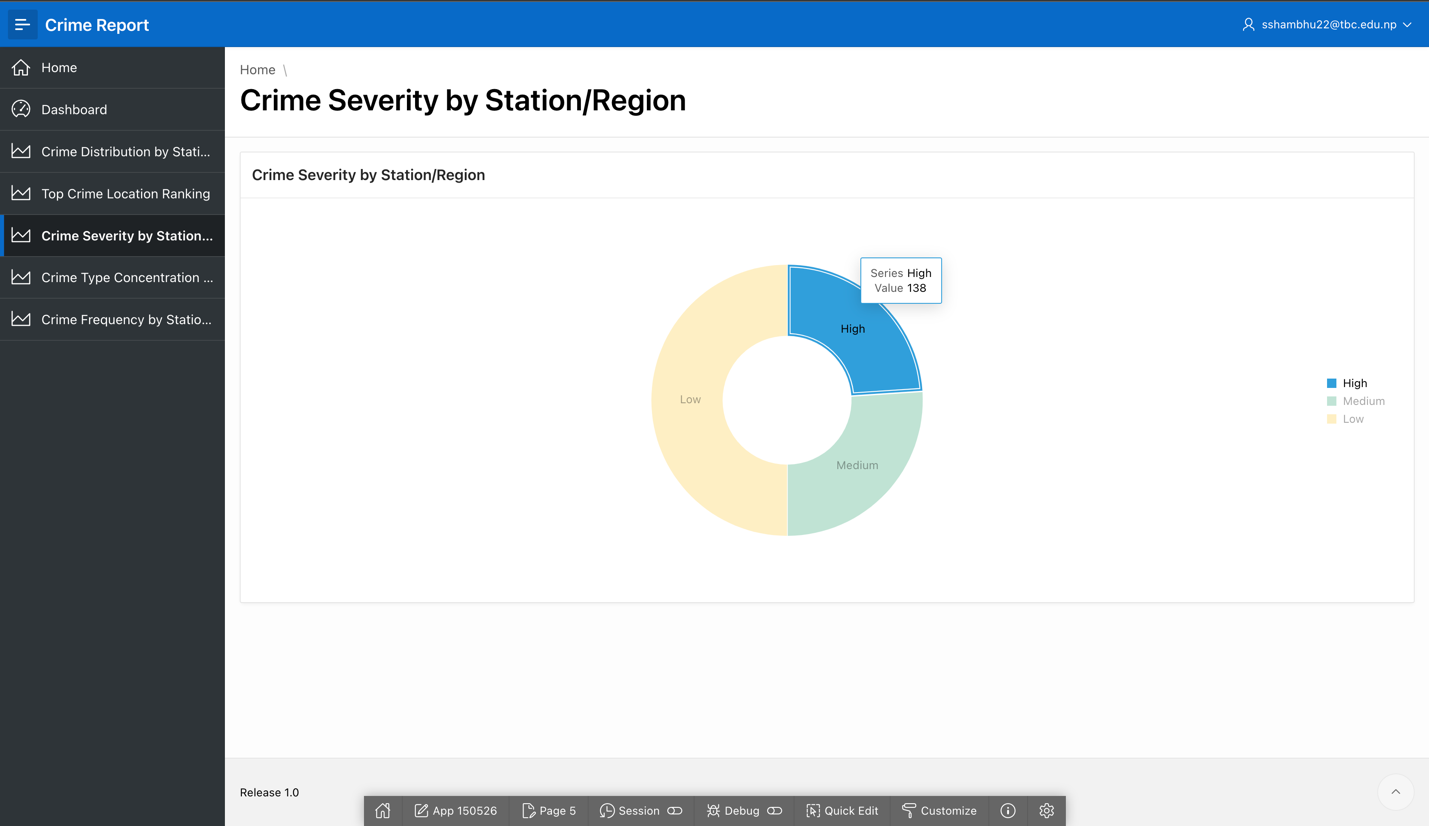 Crime Report
sshambhu22@tbc.edu.np
Home
Dashboard
Crime Distribution by Stati...
Top Crime Location Ranking
Crime Severity by Station...
Crime Type Concentration ...
Crime Frequency by Statio...
Home \
Crime Severity by Station/Region
Crime Severity by Station/Region
Series High
Value 138
High
Low
Medium
High
Medium
Low
Release 1.0
App 150526
Page 5
Session
Debug
Quick Edit
Customize